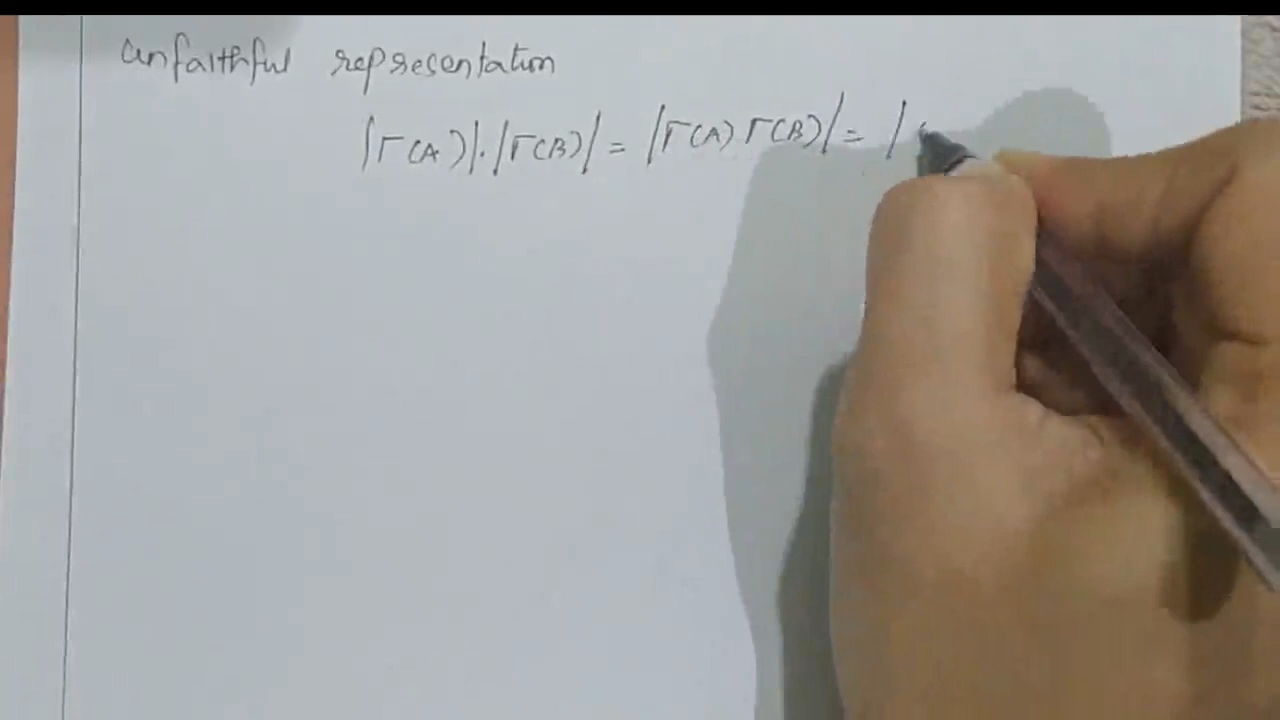 unfaithful representation
|Γ(A)|.|Γ(B)| = |Γ(A) Γ(B)| = |